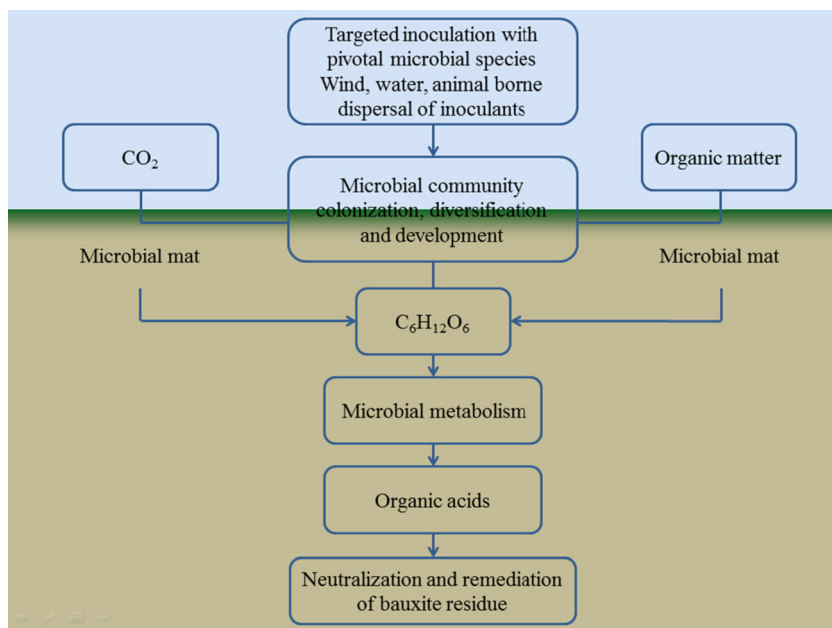 Targeted inoculation with
pivotal microbial species
Wind, water, animal borne
dispersal of inoculants
CO₂
Organic matter
Microbial community
colonization, diversification
and development
Microbial mat
Microbial mat
C₆H₁₂O₆
Microbial metabolism
Organic acids
Neutralization and remediation
of bauxite residue